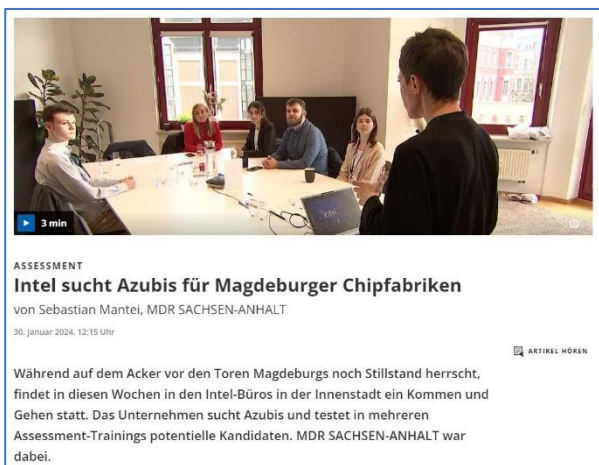 3 min
ASSESSMENT
Intel sucht Azubis für Magdeburger Chipfabriken
von Sebastian Mantei, MDR SACHSEN-ANHALT
30. Januar 2024, 12:15 Uhr
ARTIKEL HÖREN
Während auf dem Acker vor den Toren Magdeburgs noch Stillstand herrscht,
findet in diesen Wochen in den Intel-Büros in der Innenstadt ein Kommen und
Gehen statt. Das Unternehmen sucht Azubis und testet in mehreren
Assessment-Trainings potentielle Kandidaten. MDR SACHSEN-ANHALT war
dabei.